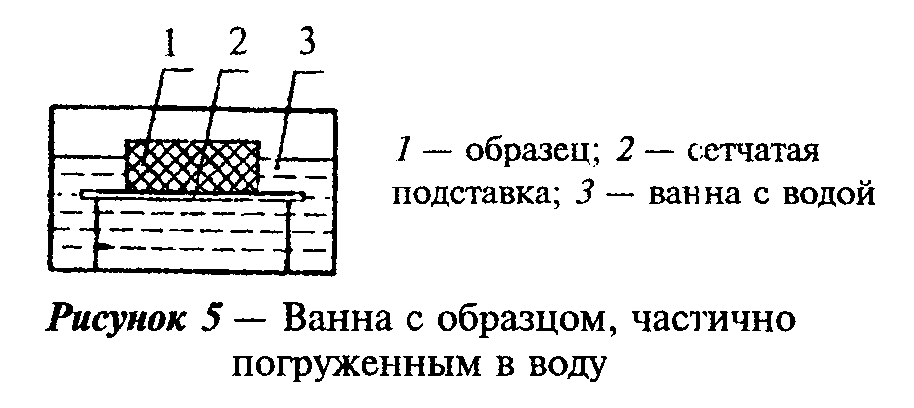 1 2 3
1 — образец; 2 — сетчатая
подставка; 3 — ванна с водой
Рисунок 5 — Ванна с образцом, частично
погруженным в воду